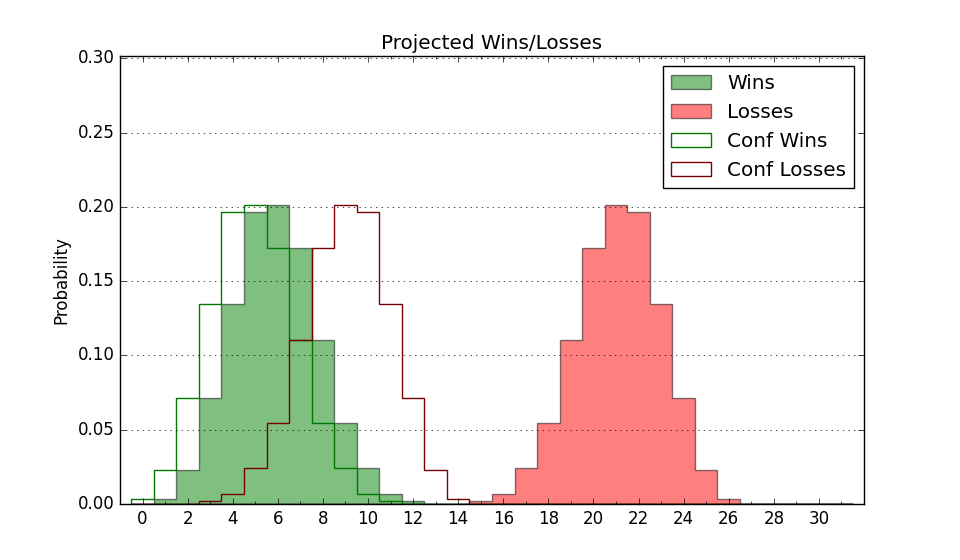 Projected Wins/Losses
0.30
0.25
0.20
0.15
0.10
0.05
0.00
Probability
Wins
Losses
Conf Wins
Conf Losses
0 2 4 6 8 10 12 14 16 18 20 22 24 26 28 30